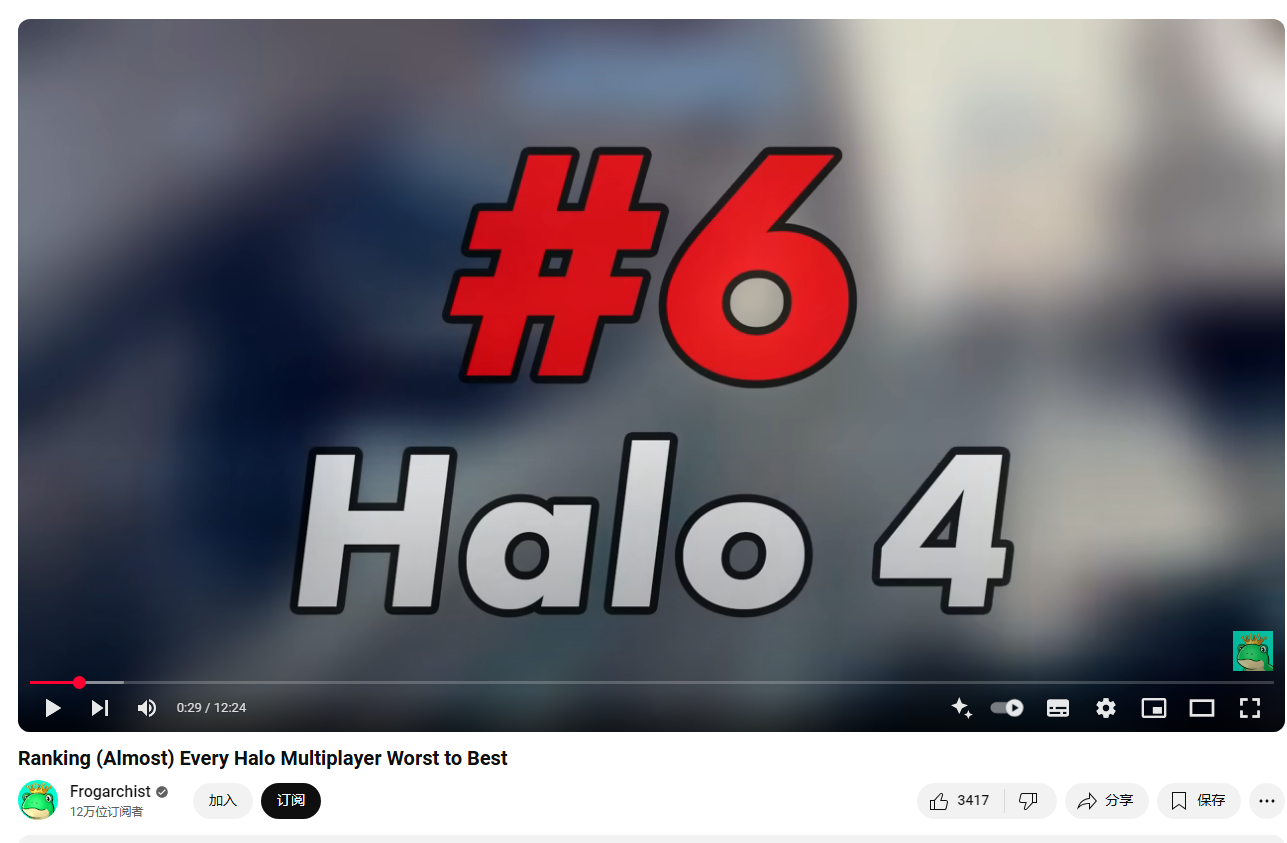 #6
Halo 4
0:29 / 12:24
Ranking (Almost) Every Halo Multiplayer Worst to Best
Frogarchist
12万位订阅者
加入
订阅
3417
分享
保存